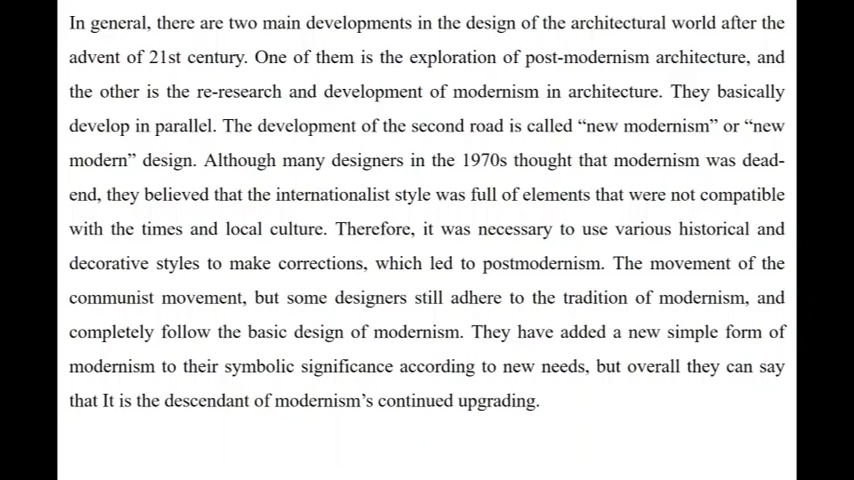 In general, there are two main developments in the design of the architectural world after the
advent of 21st century. One of them is the exploration of post-modernism architecture, and
the other is the re-research and development of modernism in architecture. They basically
develop in parallel. The development of the second road is called “new modernism” or “new
modern” design. Although many designers in the 1970s thought that modernism was dead-
end, they believed that the internationalist style was full of elements that were not compatible
with the times and local culture. Therefore, it was necessary to use various historical and
decorative styles to make corrections, which led to postmodernism. The movement of the
communist movement, but some designers still adhere to the tradition of modernism, and
completely follow the basic design of modernism. They have added a new simple form of
modernism to their symbolic significance according to new needs, but overall they can say
that It is the descendant of modernism’s continued upgrading.